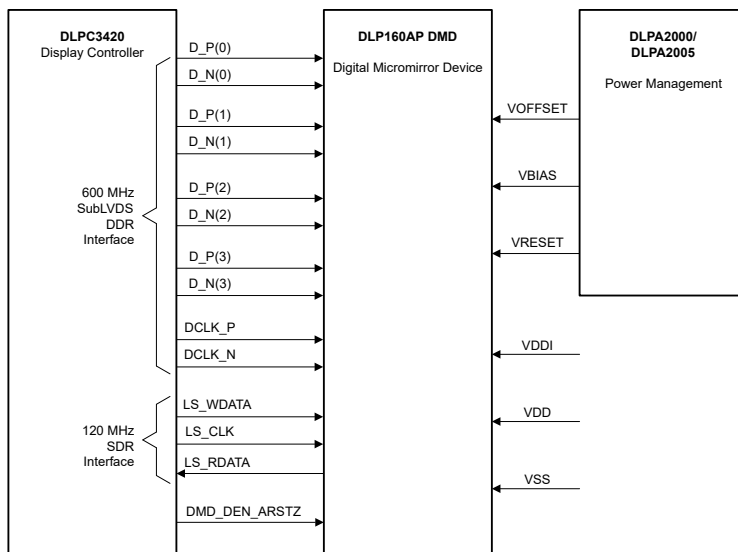 DLPC3420
Display Controller
600 MHz
SubLVDS
DDR
Interface
120 MHz
SDR
Interface
D_P(0)
D_N(0)
D_P(1)
D_N(1)
D_P(2)
D_N(2)
D_P(3)
D_N(3)
DCLK_P
DCLK_N
LS_WDATA
LS_CLK
LS_RDATA
DMD_DEN_ARSTZ
DLP160AP DMD
Digital Micromirror Device
VOFFSET
VBIAS
VRESET
VDDI
VDD
VSS
DLPA2000/
DLPA2005
Power Management